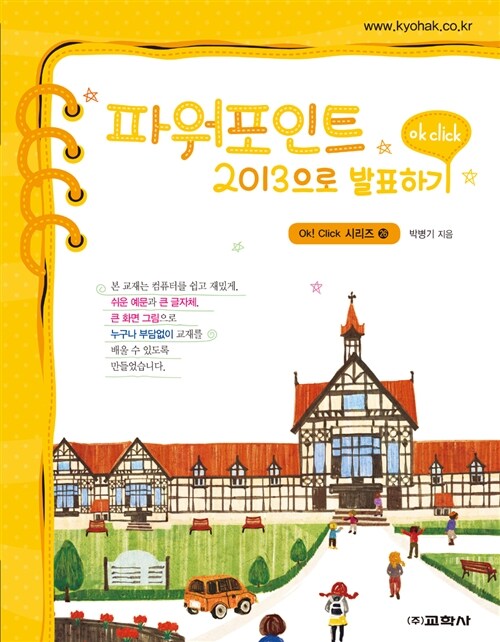 www.kyohak.co.kr
파워포인트
ok click
2013으로 발표하기
Ok! Click 시리즈 26
박병기 지음
본 교재는 컴퓨터를 쉽고 재밌게,
쉬운 예문과 큰 글자체,
큰 화면 그림으로
누구나 부담없이 교재를
배울 수 있도록
만들었습니다.
(주)교학사